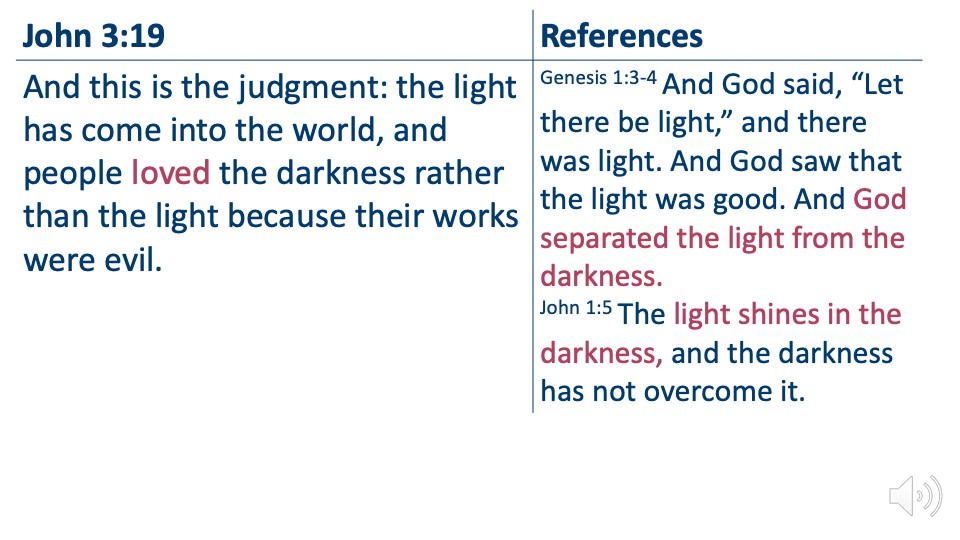 John 3:19
And this is the judgment: the light
has come into the world, and
people loved the darkness rather
than the light because their works
were evil.
References
Genesis 1:3-4 And God said, “Let
there be light,” and there
was light. And God saw that
the light was good. And God
separated the light from the
darkness.
John 1:5 The light shines in the
darkness, and the darkness
has not overcome it.